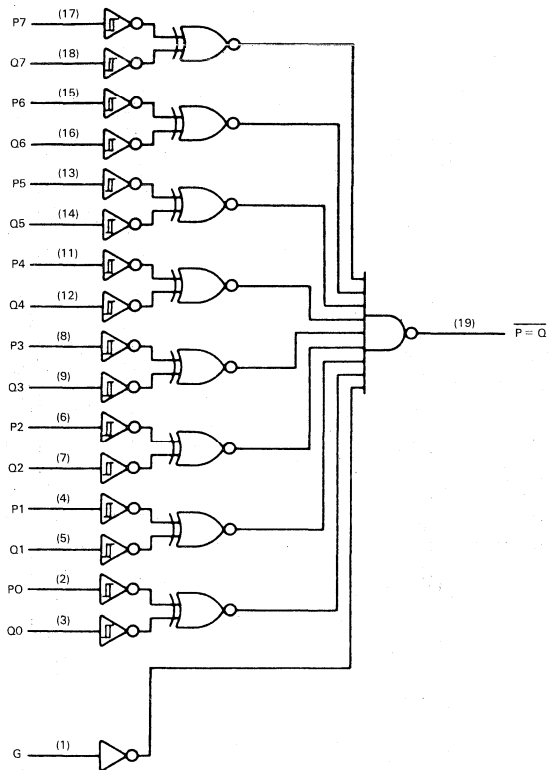 P7 (17)
Q7 (18)
P6 (15)
Q6 (16)
P5 (13)
Q5 (14)
P4 (11)
Q4 (12)
P3 (8)
Q3 (9)
(19) P = Q
P2 (6)
Q2 (7)
P1 (4)
Q1 (5)
PO (2)
Q0 (3)
G (1)